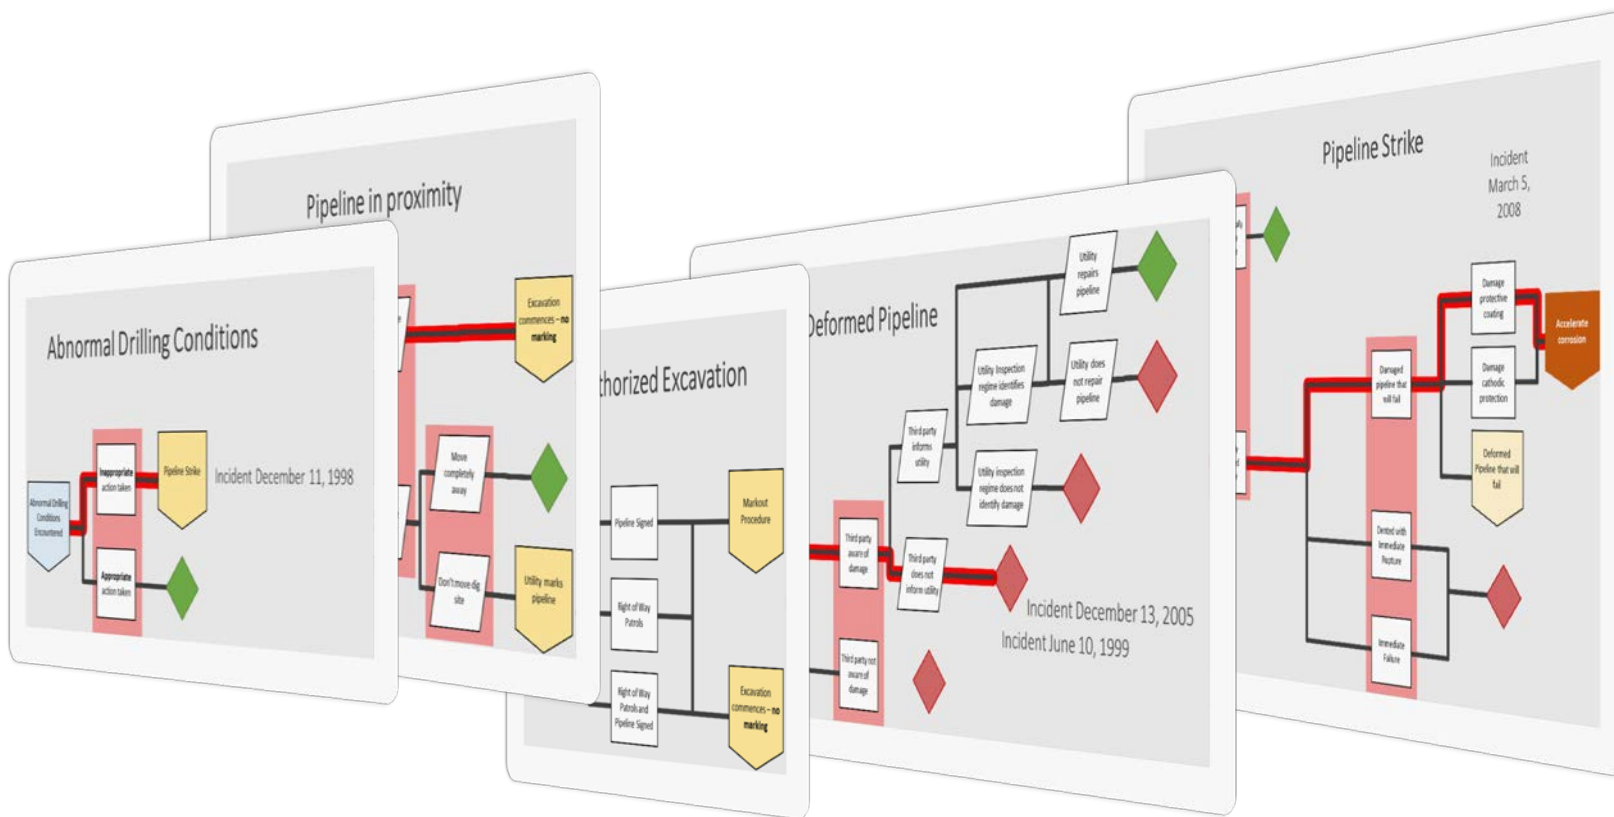 Abnormal Drilling Conditions
Abnormal Drilling
Conditions
Encountered
Inappropriate
action taken
Pipeline Strike
Incident December 11, 1998
Appropriate
action taken
Pipeline in proximity
Excavation
commences – no
marking
Move
completely
away
Don't move dig
site
Utility marks
pipeline
thorized Excavation
Pipeline Signed
Markout
Procedure
Right of Way
Patrols
Right of Way
Patrols and
Pipeline Signed
Excavation
commences – no
marking
Deformed Pipeline
Utility
repairs
pipeline
Utility Inspection
regime identifies
damage
Utility does
not repair
pipeline
Third party
informs
utility
Utility inspection
regime does not
identify damage
Third party
aware of
damage
Third party
does not
inform utility
Incident December 13, 2005
Incident June 10, 1999
Third party not
aware of
damage
Pipeline Strike
Incident
March 5,
2008
Damage
protective
coating
Accelerate
corrosion
Damaged
pipeline that
will fail
Damage
cathodic
protection
Deformed
Pipeline that will
fail
Dented with
Immediate
Rupture
Immediate
Failure